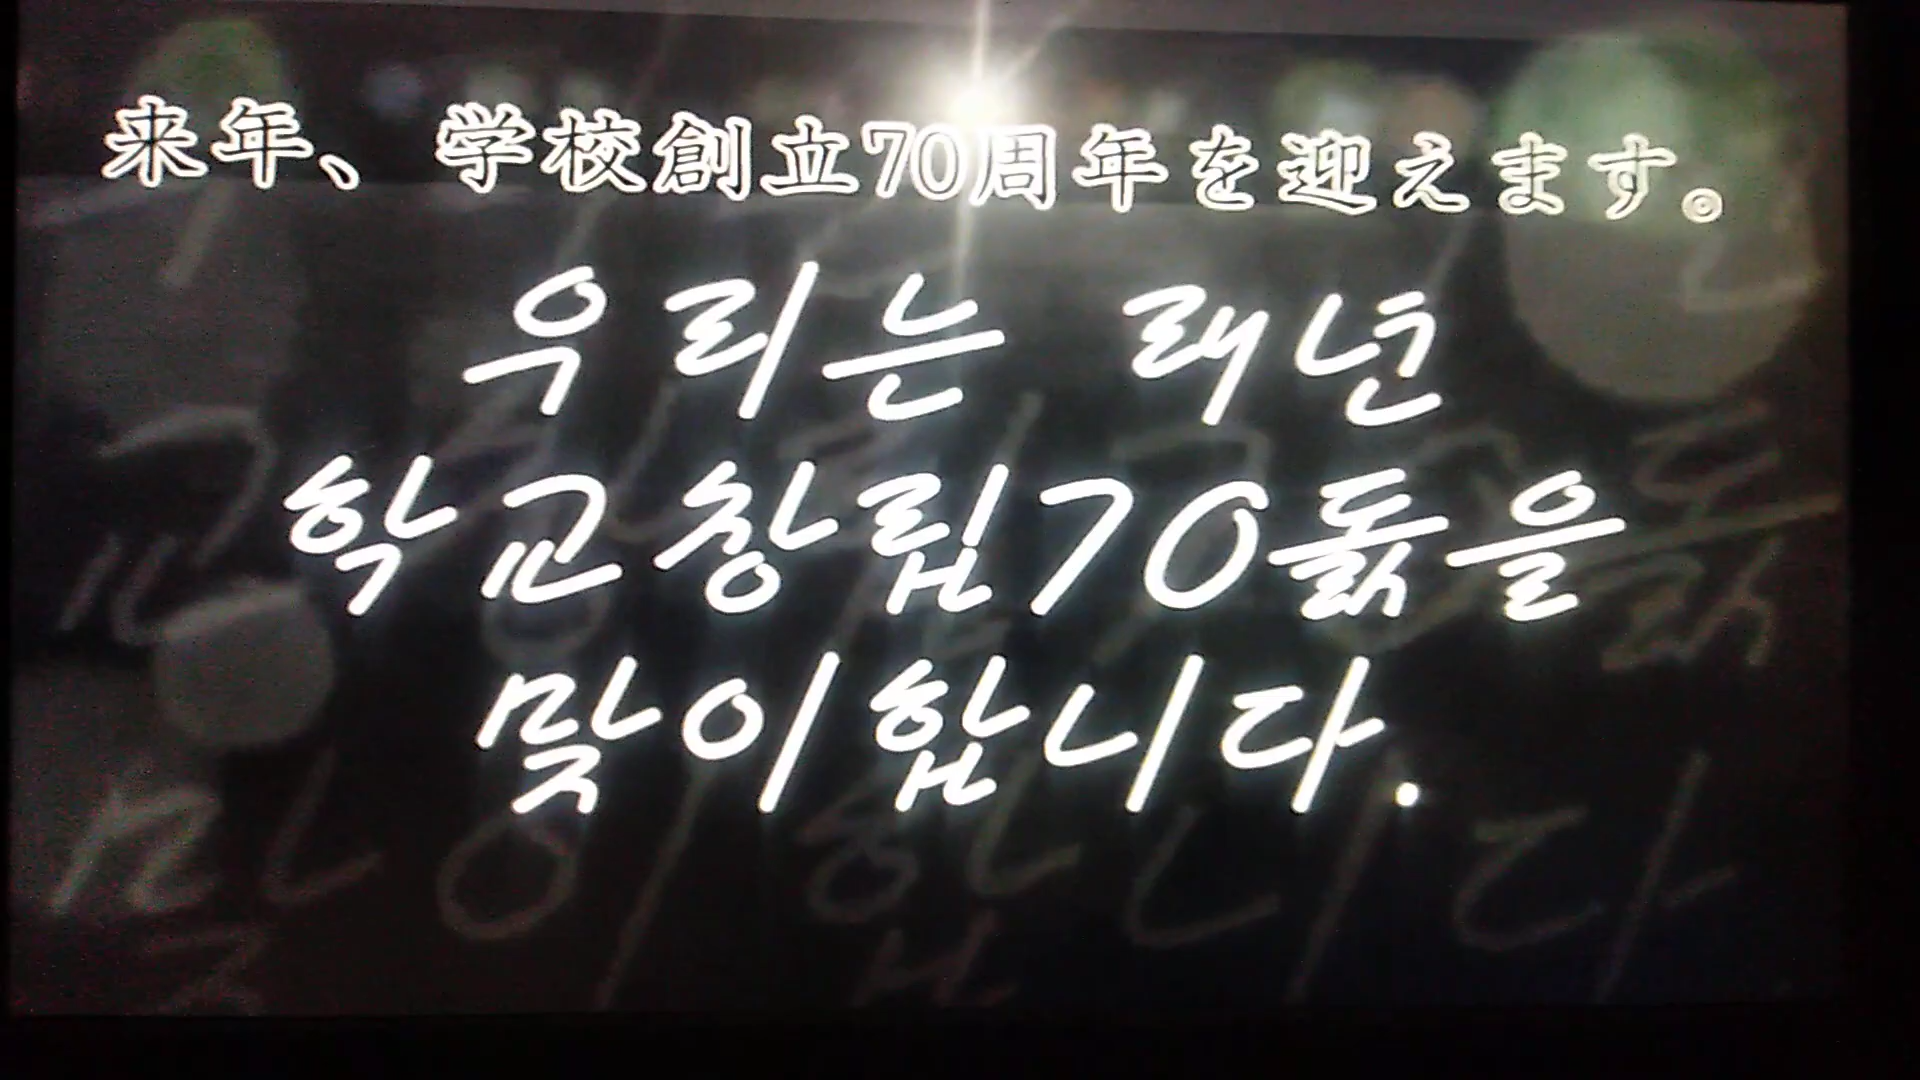 来年、学校創立70周年を迎えます。
우리는 래년
학교창립70돐을
맞이합니다.